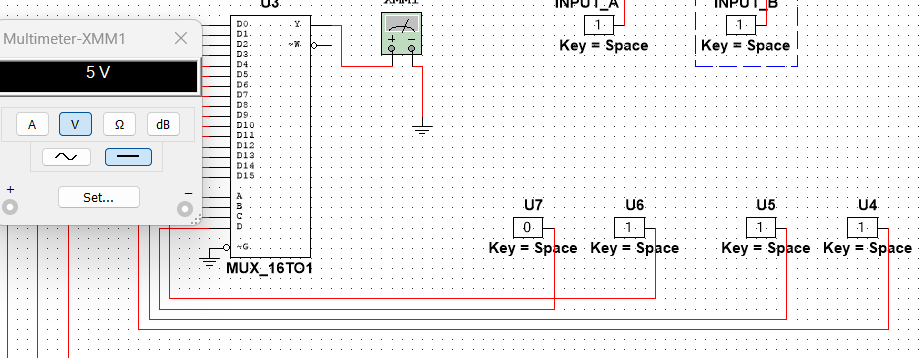 U3
XMM1
INPUT_A
INPUT_B
1
1
Key = Space
Key = Space
Multimeter-XMM1
5 V
A
V
Ω
dB
Set...
+
−
+
−
D0
D1
D2
D3
D4
D5
D6
D7
D8
D9
D10
D11
D12
D13
D14
D15
A
B
C
D
~G
Y
~W
MUX_16TO1
U7
U6
U5
U4
0
1
1
1
Key = Space
Key = Space
Key = Space
Key = Space